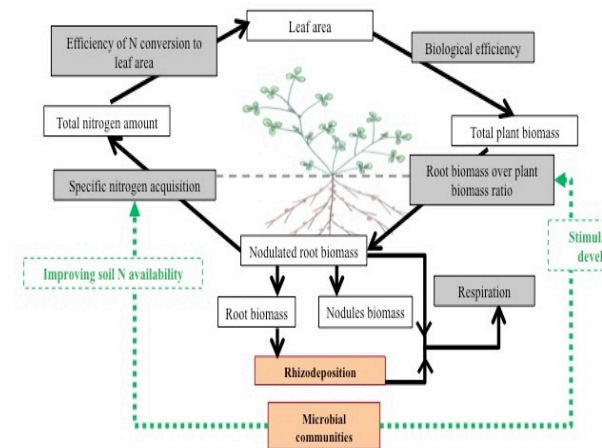 Leaf area
Efficiency of N conversion to
leaf area
Biological efficiency
Total nitrogen amount
Total plant biomass
Specific nitrogen acquisition
Root biomass over plant
biomass ratio
Nodulated root biomass
Improving soil N availability
Root biomass
Nodules biomass
Respiration
Rhizodeposition
Microbial
communities